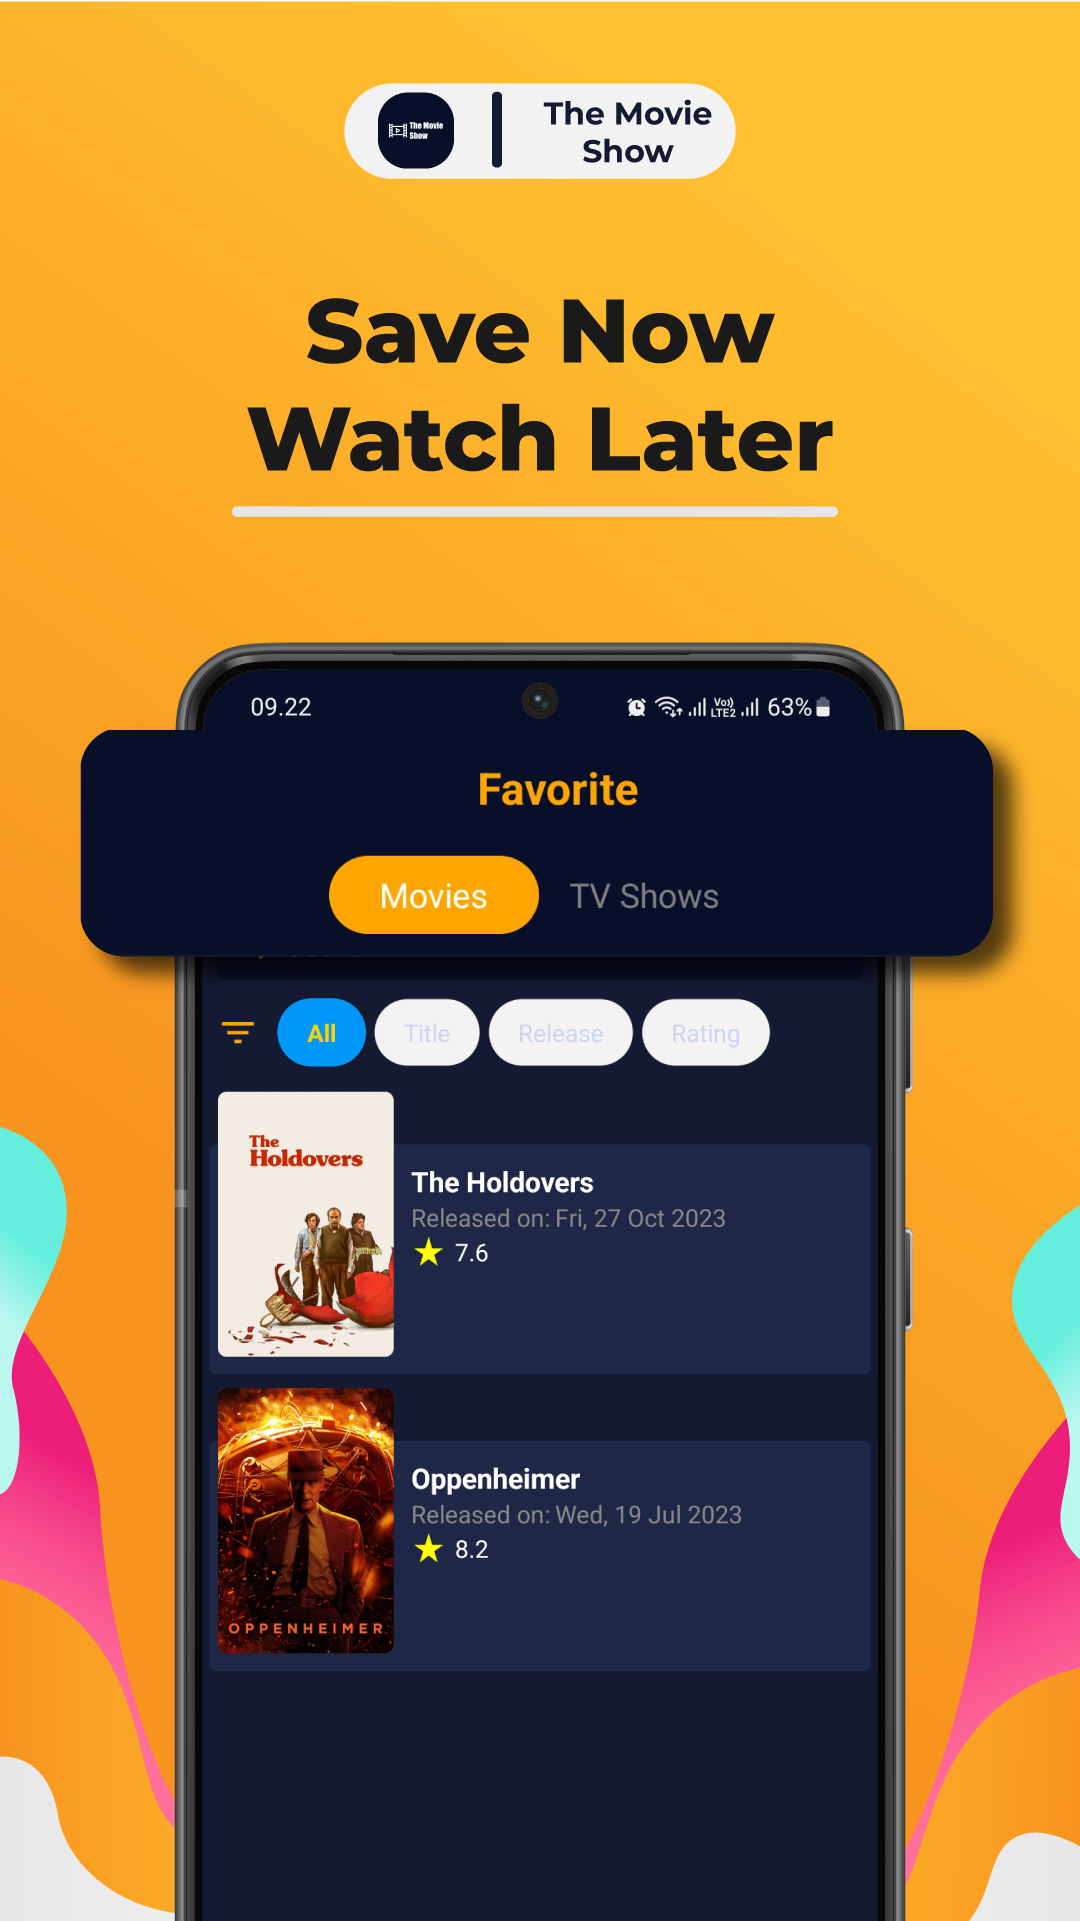 The Movie
Show
The Movie
Show
Save Now
Watch Later
09.22
Vo))
LTE2
63%
Favorite
Movies
TV Shows
All
Title
Release
Rating
The
Holdovers
The Holdovers
Released on: Fri, 27 Oct 2023
7.6
OPPENHEIMER
Oppenheimer
Released on: Wed, 19 Jul 2023
8.2